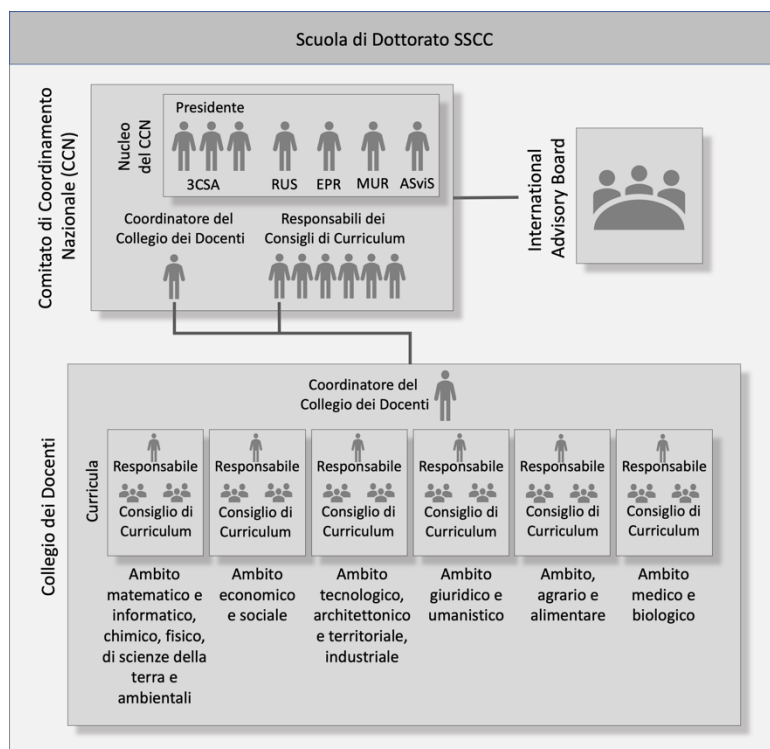 Scuola di Dottorato SSCC
Comitato di Coordinamento
Nazionale (CCN)
Nucleo
del CCN
Presidente
3CSA
RUS
EPR
MUR
ASviS
Coordinatore del
Collegio dei Docenti
Responsabili dei
Consigli di Curriculum
International
Advisory Board
Collegio dei Docenti
Coordinatore del
Collegio dei Docenti
Curricula
Responsabile
Consiglio di
Curriculum
Responsabile
Consiglio di
Curriculum
Responsabile
Consiglio di
Curriculum
Responsabile
Consiglio di
Curriculum
Responsabile
Consiglio di
Curriculum
Responsabile
Consiglio di
Curriculum
Ambito
matematico e
informatico,
chimico, fisico,
di scienze della
terra e
ambientali
Ambito
economico
e sociale
Ambito
tecnologico,
architettonico
e territoriale,
industriale
Ambito
giuridico e
umanistico
Ambito,
agrario e
alimentare
Ambito
medico e
biologico